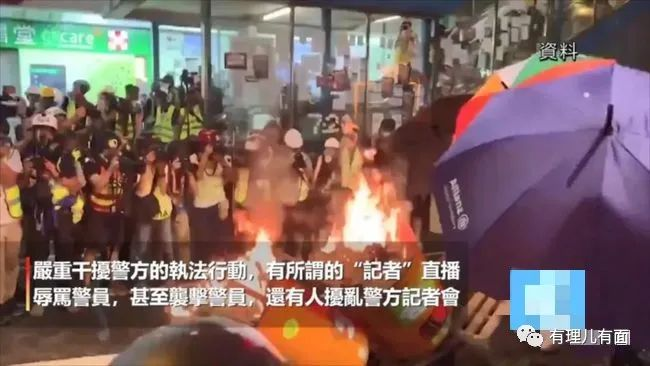 資料
堂
care
Allianz
嚴重干擾警方的執法行動，有所謂的“記者”直播
辱罵警員，甚至襲擊警員，還有人擾亂警方記者會
有理儿有面